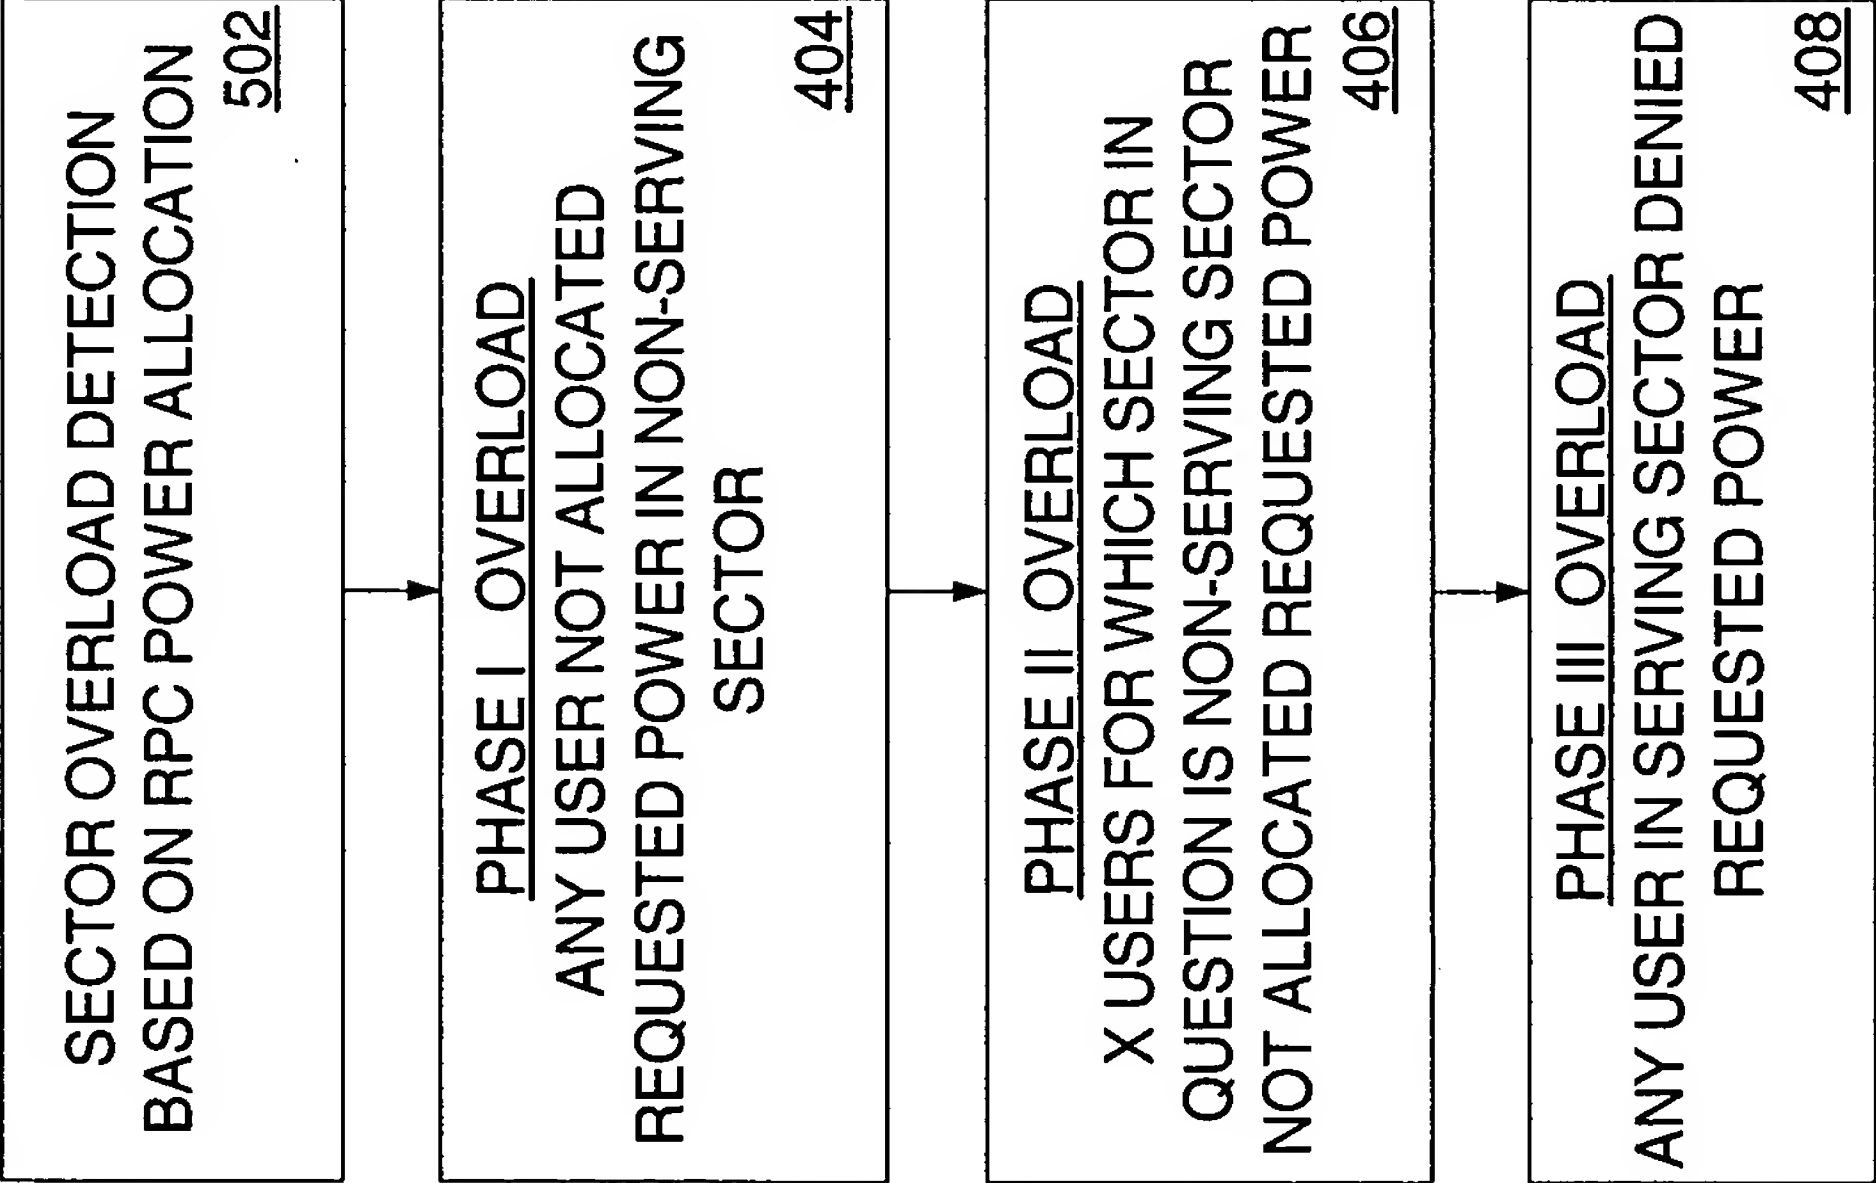 SECTOR OVERLOAD DETECTION
BASED ON RPC POWER ALLOCATION
502
PHASE I OVERLOAD
ANY USER NOT ALLOCATED
REQUESTED POWER IN NON-SERVING
SECTOR
404
PHASE II OVERLOAD
X USERS FOR WHICH SECTOR IN
QUESTION IS NON-SERVING SECTOR
NOT ALLOCATED REQUESTED POWER
406
PHASE III OVERLOAD
ANY USER IN SERVING SECTOR DENIED
REQUESTED POWER
408